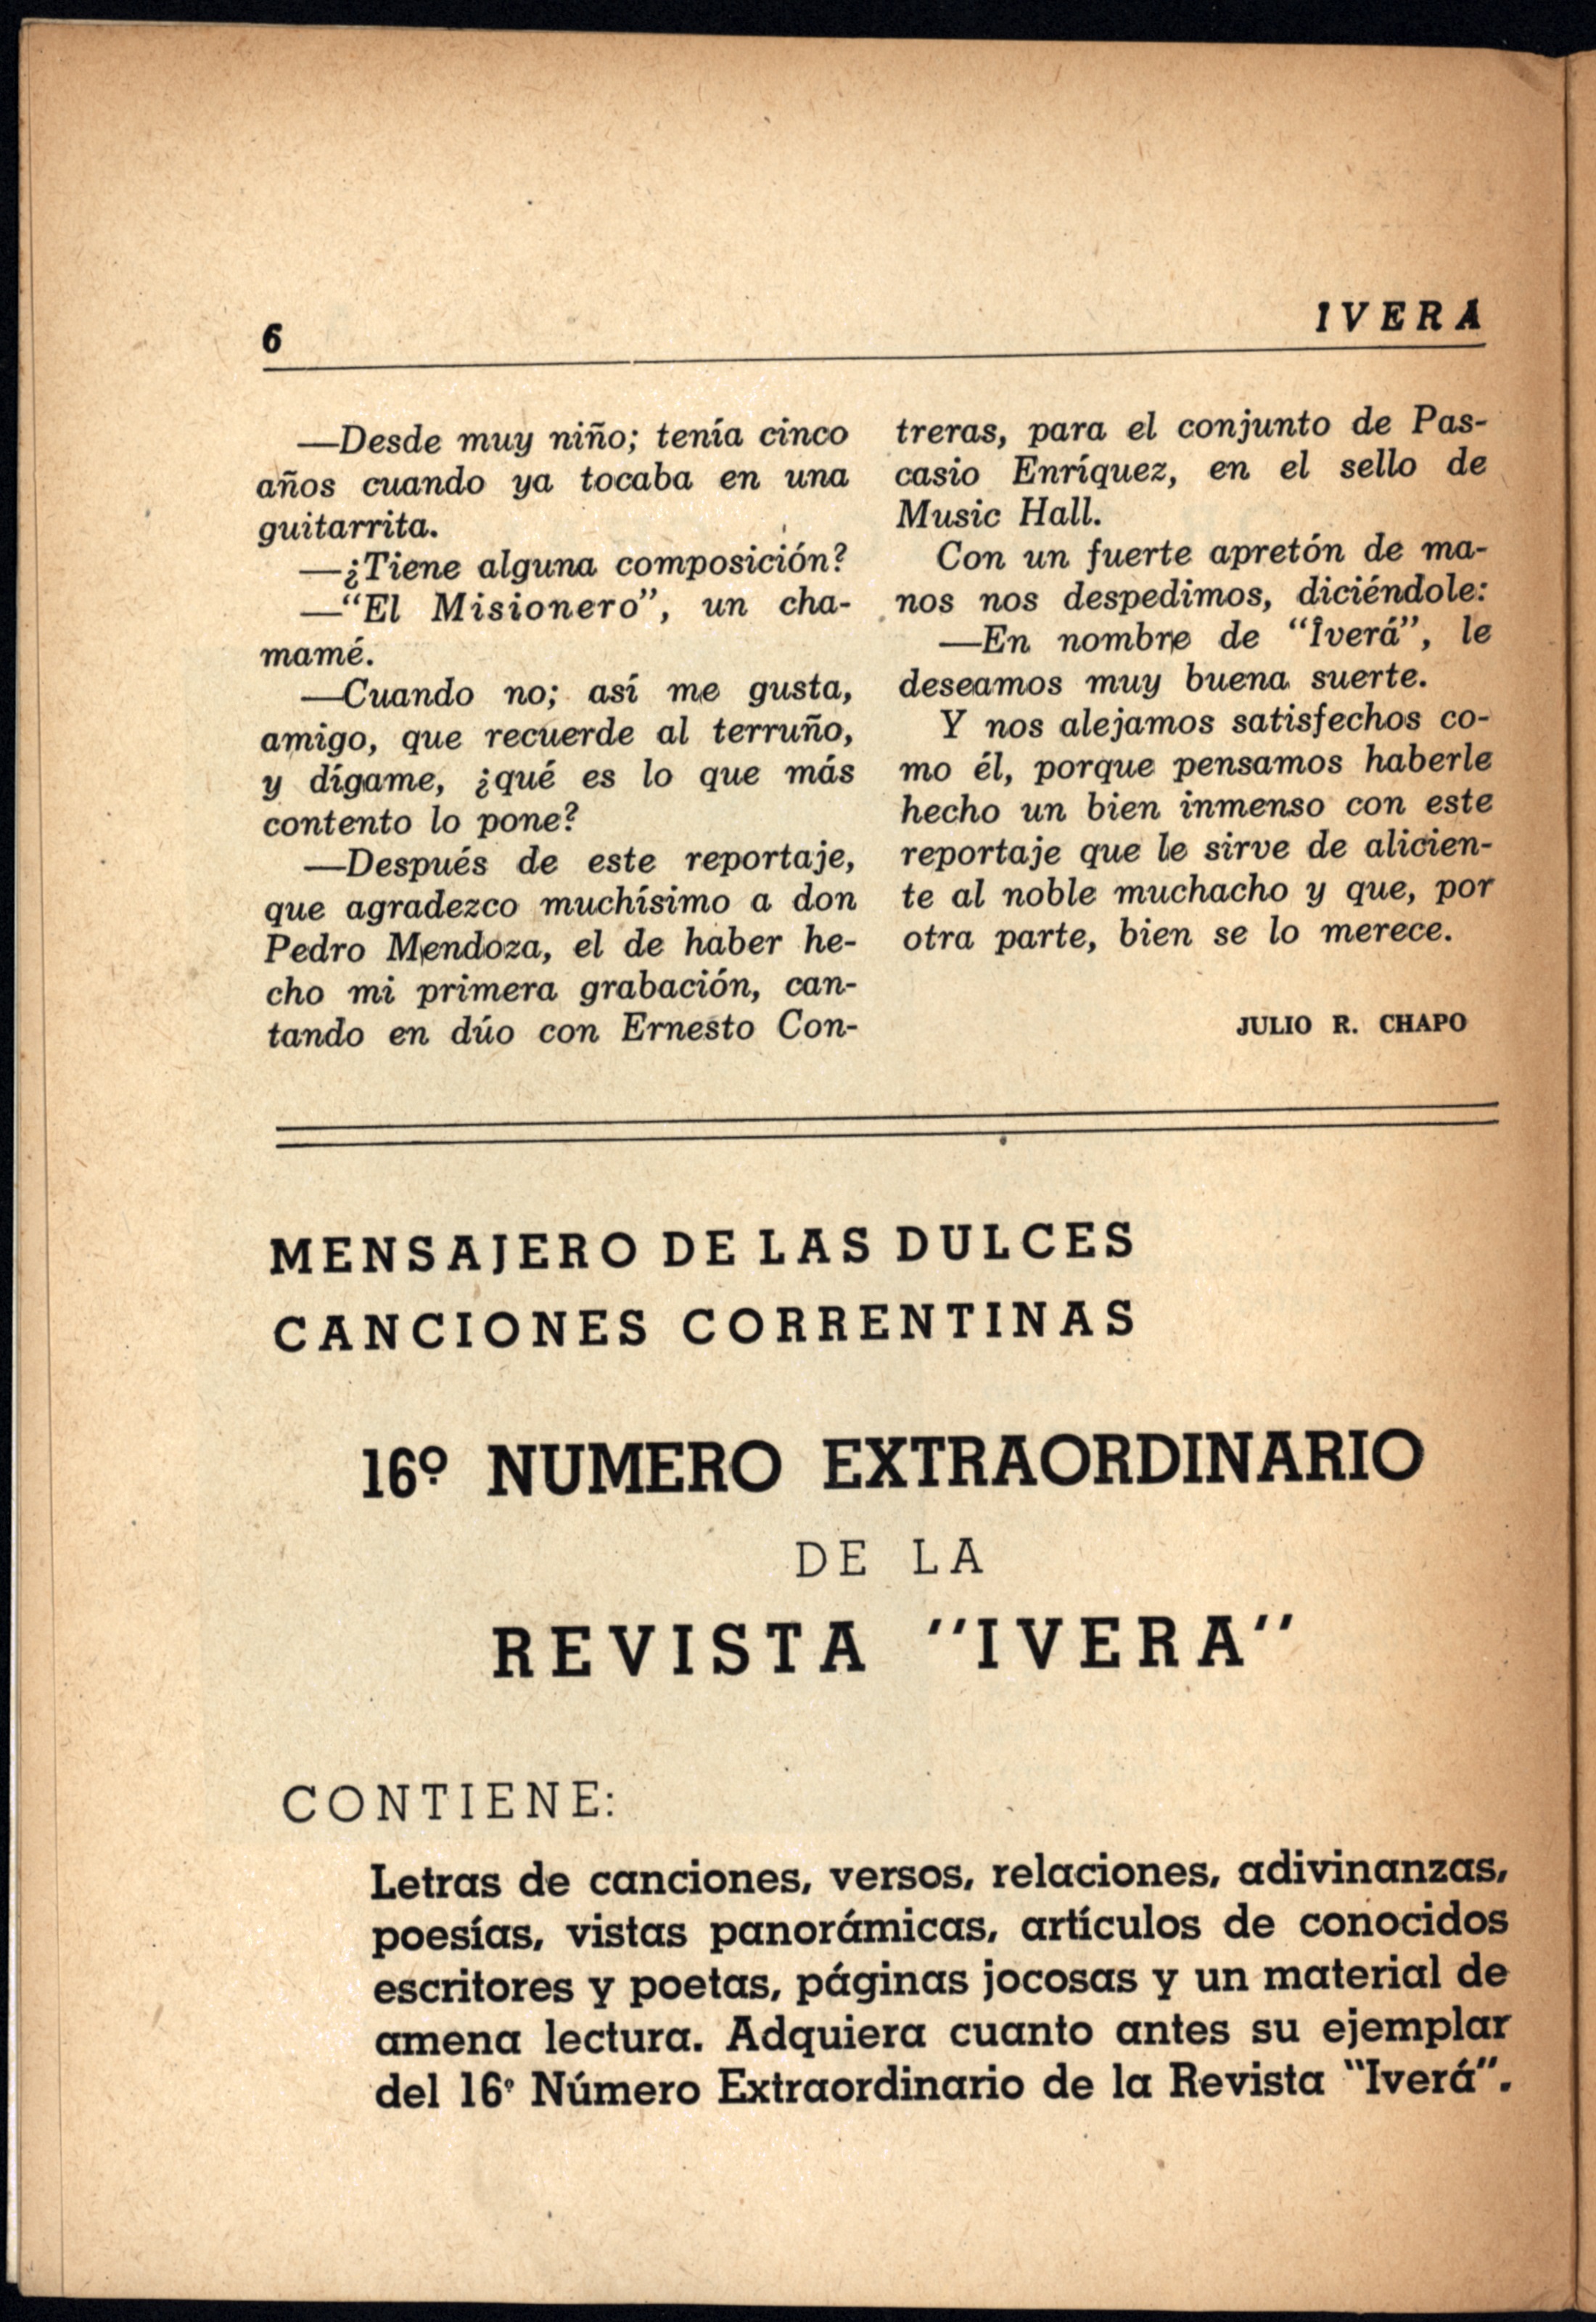 6
IVERA
—Desde muy niño; tenía cinco
años cuando ya tocaba en una
guitarrita.
—¿Tiene alguna composición?
—“El Misionero”, un cha-
mamé.
—Cuando no; así me gusta,
amigo, que recuerde al terruño,
y dígame, ¿qué es lo que más
contento lo pone?
—Después de este reportaje,
que agradezco muchísimo a don
Pedro Mendoza, el de haber he-
cho mi primera grabación, can-
tando en dúo con Ernesto Con-
treras, para el conjunto de Pas-
casio Enríquez, en el sello de
Music Hall.
Con un fuerte apretón de ma-
nos nos despedimos, diciéndole:
—En nombre de “Iverá”, le
deseamos muy buena suerte.
Y nos alejamos satisfechos co-
mo él, porque pensamos haberle
hecho un bien inmenso con este
reportaje que le sirve de alicien-
te al noble muchacho y que, por
otra parte, bien se lo merece.
JULIO R. CHAPO
MENSAJERO DE LAS DULCES
CANCIONES CORRENTINAS
16º NUMERO EXTRAORDINARIO
DE LA
REVISTA "IVERA"
CONTIENE:
Letras de canciones, versos, relaciones, adivinanzas,
poesías, vistas panorámicas, artículos de conocidos
escritores y poetas, páginas jocosas y un material de
amena lectura. Adquiera cuanto antes su ejemplar
del 16º Número Extraordinario de la Revista "Iverá".